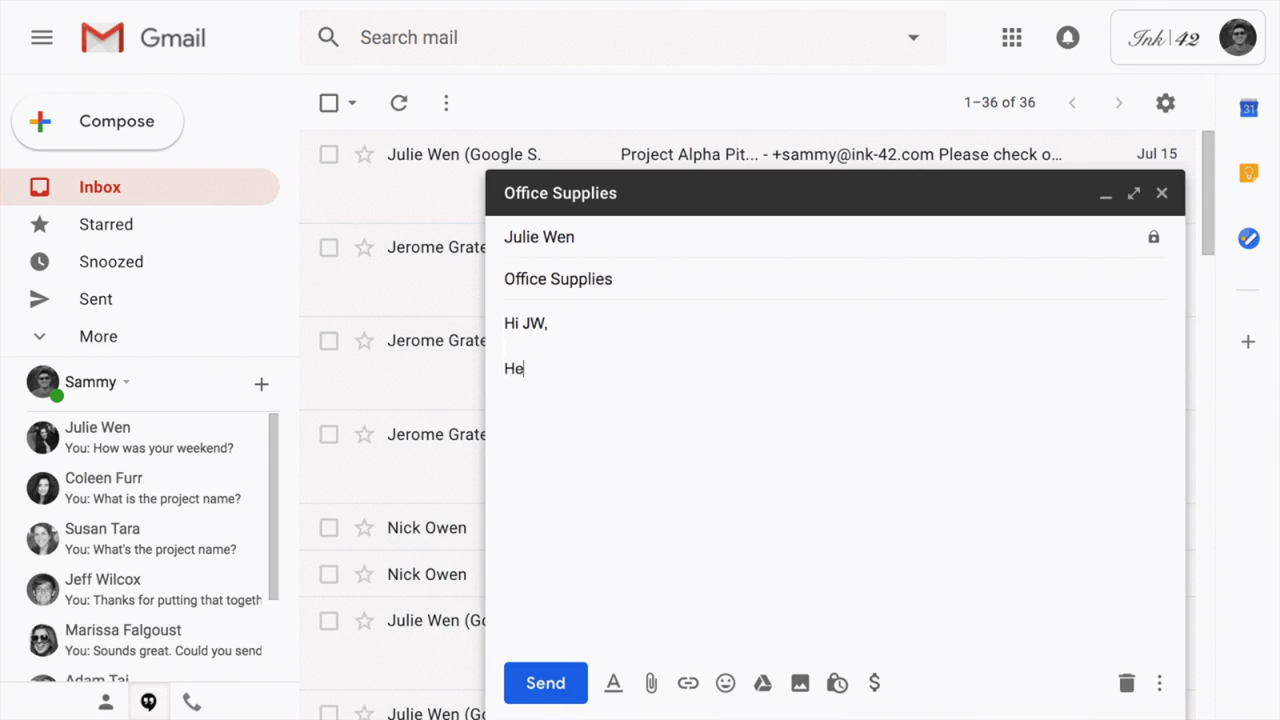 Gmail
Search mail
Ink|42
Compose
1–36 of 36
31
Inbox
Starred
Snoozed
Sent
More
Sammy
Julie Wen
You: How was your weekend?
Coleen Furr
You: What is the project name?
Susan Tara
You: What's the project name?
Jeff Wilcox
You: Thanks for putting that togeth
Marissa Falgoust
You: Sounds great. Could you send
Adam Tai
Julie Wen (Google S. Project Alpha Pit... - +sammy@ink-42.com Please check o... Jul 15
Jerome Grate
Jerome Grate
Jerome Grate
Nick Owen
Nick Owen
Julie Wen (Go
Julie Wen (Go
Office Supplies
Julie Wen
Office Supplies
Hi JW,
He
Send